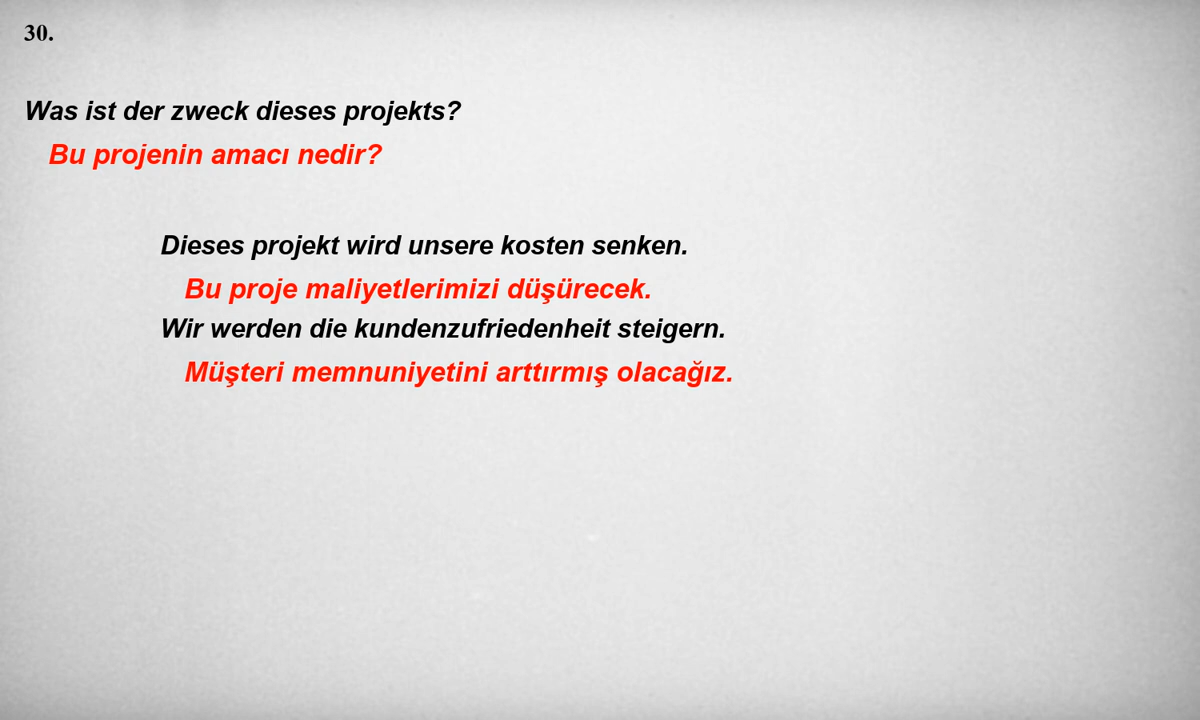 30.
Was ist der zweck dieses projekts?
Bu projenin amacı nedir?
Dieses projekt wird unsere kosten senken.
Bu proje maliyetlerimizi düşürecek.
Wir werden die kundenzufriedenheit steigern.
Müşteri memnuniyetini arttırmış olacağız.